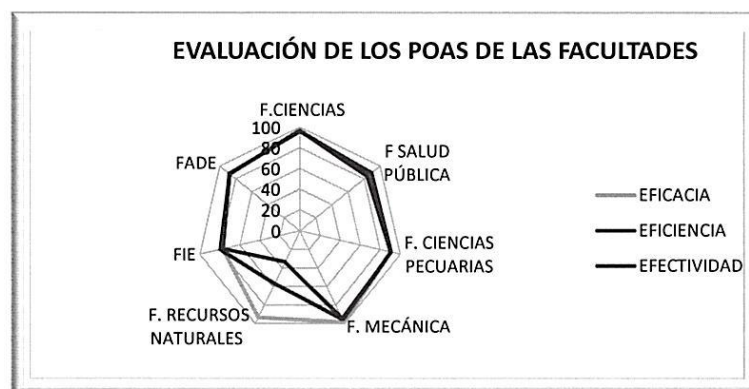 EVALUACIÓN DE LOS POAS DE LAS FACULTADES
F.CIENCIAS
100
80
60
40
20
0
F SALUD
PÚBLICA
F. CIENCIAS
PECUARIAS
F. MECÁNICA
F. RECURSOS
NATURALES
FIE
FADE
EFICACIA
EFICIENCIA
EFECTIVIDAD